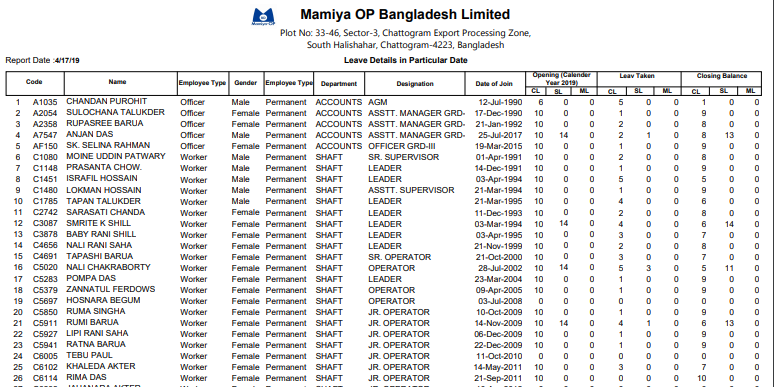 Mamiya-OP
Mamiya OP Bangladesh Limited
Plot No: 33-46, Sector-3, Chattogram Export Processing Zone,
South Halishahar, Chattogram-4223, Bangladesh
Report Date :4/17/19 Leave Details in Particular Date
Code Name Employee Type Gender Employee Type Department Designation Date of Join Opening (Calender Year 2019) Leav Taken Closing Balance
CL SL ML CL SL ML CL SL ML
1 A1035 CHANDAN PUROHIT Officer Male Permanent ACCOUNTS AGM 12-Jul-1990 6 0 0 5 0 0 1 0 0
2 A2054 SULOCHANA TALUKDER Officer Female Permanent ACCOUNTS ASSTT. MANAGER GRD- 17-Dec-1990 10 0 0 1 0 0 9 0 0
3 A2358 RUPASREE BARUA Officer Female Permanent ACCOUNTS ASSTT. MANAGER GRD- 21-Jan-1992 10 0 0 2 0 0 8 0 0
4 A7547 ANJAN DAS Officer Male Permanent ACCOUNTS ASSTT. MANAGER GRD- 25-Jul-2017 10 14 0 2 1 0 8 13 0
5 AF150 SK. SELINA RAHMAN Officer Female Permanent ACCOUNTS OFFICER GRD-III 19-Mar-2015 10 0 0 1 0 0 9 0 0
6 C1080 MOINE UDDIN PATWARY Worker Male Permanent SHAFT SR. SUPERVISOR 01-Apr-1991 10 0 0 2 0 0 8 0 0
7 C1148 PRASANTA CHOW. Worker Male Permanent SHAFT LEADER 14-Dec-1991 10 0 0 1 0 0 9 0 0
8 C1451 ISRAFIL HOSSAIN Worker Male Permanent SHAFT LEADER 03-Apr-1994 10 0 0 5 0 0 5 0 0
9 C1480 LOKMAN HOSSAIN Worker Male Permanent SHAFT ASSTT. SUPERVISOR 21-Mar-1994 10 0 0 1 0 0 9 0 0
10 C1785 TAPAN TALUKDER Worker Male Permanent SHAFT LEADER 21-Mar-1995 10 0 0 4 0 0 6 0 0
11 C2742 SARASATI CHANDA Worker Female Permanent SHAFT LEADER 11-Dec-1993 10 0 0 2 0 0 8 0 0
12 C3087 SMRITE K SHILL Worker Female Permanent SHAFT LEADER 03-Mar-1994 10 14 0 4 0 0 6 14 0
13 C3878 BABY RANI SHILL Worker Female Permanent SHAFT LEADER 03-Apr-1995 10 0 0 3 0 0 7 0 0
14 C4656 NALI RANI SAHA Worker Female Permanent SHAFT LEADER 21-Nov-1999 10 0 0 2 0 0 8 0 0
15 C4691 TAPASHI BARUA Worker Female Permanent SHAFT SR. OPERATOR 21-Oct-2000 10 0 0 3 0 0 7 0 0
16 C5020 NALI CHAKRABORTY Worker Female Permanent SHAFT OPERATOR 28-Jul-2002 10 14 0 5 3 0 5 11 0
17 C5283 POMPA DAS Worker Female Permanent SHAFT LEADER 23-Mar-2004 10 0 0 1 0 0 9 0 0
18 C5379 ZANNATUL FERDOWS Worker Female Permanent SHAFT OPERATOR 09-Apr-2005 10 0 0 1 0 0 9 0 0
19 C5697 HOSNARA BEGUM Worker Female Permanent SHAFT OPERATOR 03-Jul-2008 0 0 0 0 0 0 0 0 0
20 C5850 RUMA SINGHA Worker Female Permanent SHAFT JR. OPERATOR 10-Oct-2009 10 0 0 1 0 0 9 0 0
21 C5911 RUMI BARUA Worker Female Permanent SHAFT JR. OPERATOR 14-Nov-2009 10 14 0 4 1 0 6 13 0
22 C5927 LIPI RANI SAHA Worker Female Permanent SHAFT JR. OPERATOR 06-Dec-2009 10 0 0 1 0 0 9 0 0
23 C5941 RATNA BARUA Worker Female Permanent SHAFT JR. OPERATOR 22-Dec-2009 10 0 0 1 0 0 9 0 0
24 C6005 TEBU PAUL Worker Female Permanent SHAFT JR. OPERATOR 11-Oct-2010 0 0 0 0 0 0 0 0 0
25 C6102 KHALEDA AKTER Worker Female Permanent SHAFT JR. OPERATOR 14-May-2011 10 0 0 3 0 0 7 0 0
26 C6114 RIMA DAS Worker Female Permanent SHAFT JR. OPERATOR 21-Sep-2011 10 0 0 0 0 0 10 0 0